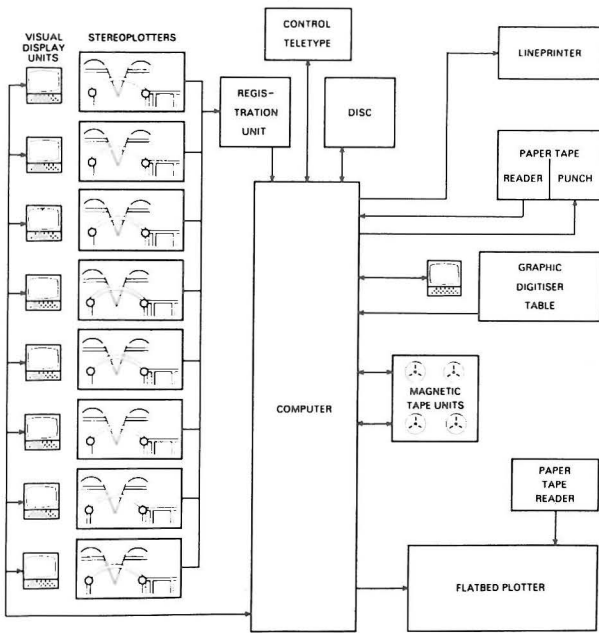 VISUAL
DISPLAY
UNITS
STEREOPLOTTERS
CONTROL
TELETYPE
LINEPRINTER
REGIS–
TRATION
UNIT
DISC
PAPER TAPE
READER PUNCH
GRAPHIC
DIGITISER
TABLE
COMPUTER
MAGNETIC
TAPE UNITS
PAPER
TAPE
READER
FLATBED PLOTTER